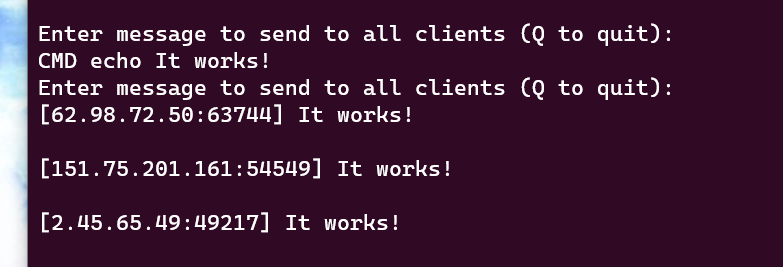 Enter message to send to all clients (Q to quit):
CMD echo It works!
Enter message to send to all clients (Q to quit):
[62.98.72.50:63744] It works!
[151.75.201.161:54549] It works!
[2.45.65.49:49217] It works!